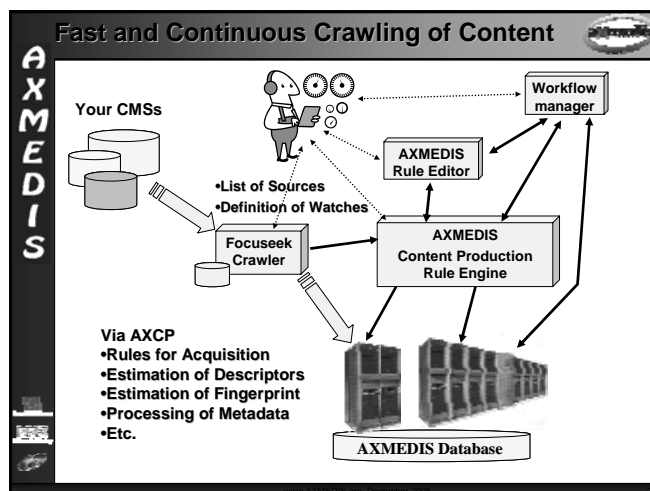 Fast and Continuous Crawling of Content
AXMEDIS
Your CMSs
Workflow
manager
AXMEDIS
Rule Editor
•List of Sources
•Definition of Watches
Focuseek
Crawler
AXMEDIS
Content Production
Rule Engine
Via AXCP
•Rules for Acquisition
•Estimation of Descriptors
•Estimation of Fingerprint
•Processing of Metadata
•Etc.
AXMEDIS Database